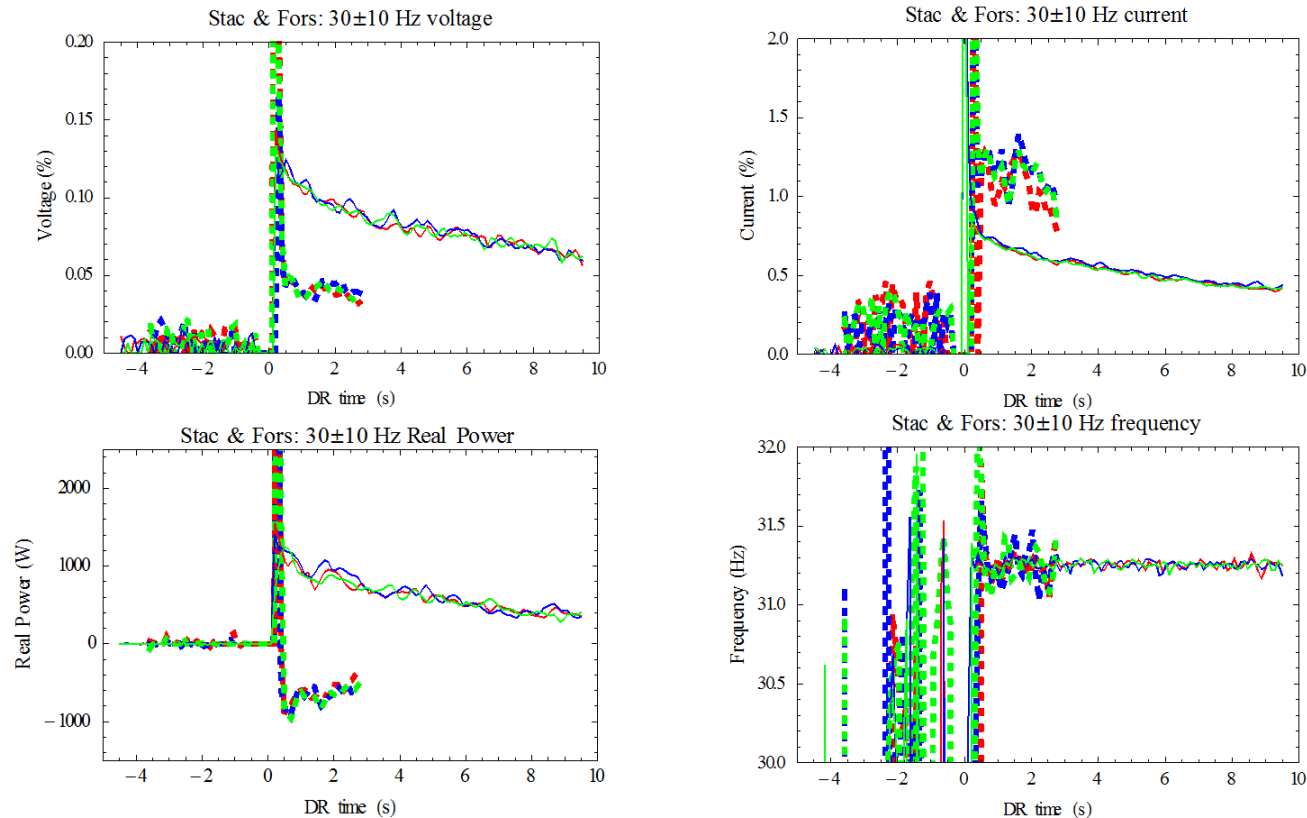 Stac & Fors: 30±10 Hz voltage
0.20
0.15
0.10
0.05
0.00
Voltage (%)
−4 −2 0 2 4 6 8 10
DR time (s)
Stac & Fors: 30±10 Hz current
2.0
1.5
1.0
0.5
0.0
Current (%)
−4 −2 0 2 4 6 8 10
DR time (s)
Stac & Fors: 30±10 Hz Real Power
2000
1000
0
−1000
Real Power (W)
−4 −2 0 2 4 6 8 10
DR time (s)
Stac & Fors: 30±10 Hz frequency
32.0
31.5
31.0
30.5
30.0
Frequency (Hz)
−4 −2 0 2 4 6 8 10
DR time (s)